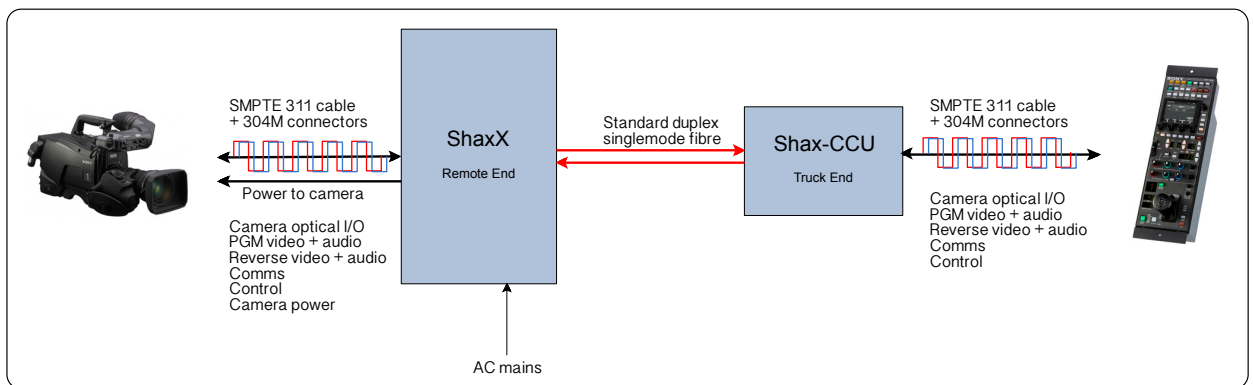 SMPTE 311 cable
+ 304M connectors
Power to camera
Camera optical I/O
PGM video + audio
Reverse video + audio
Comms
Control
Camera power
ShaxX
Remote End
AC mains
Standard duplex
singlemode fibre
Shax-CCU
Truck End
SMPTE 311 cable
+ 304M connectors
Camera optical I/O
PGM video + audio
Reverse video + audio
Comms
Control
SONY